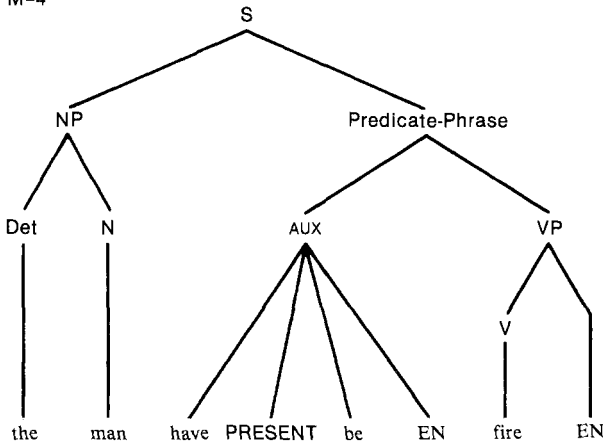 M-4
S
NP Predicate-Phrase
Det N AUX VP
V
the man have PRESENT be EN fire EN